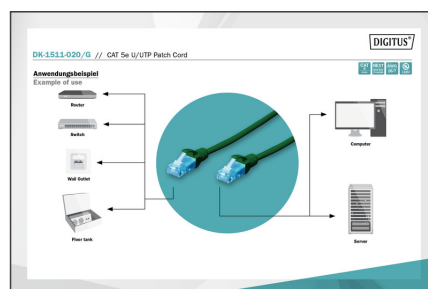 DIGITUS®
DK-1511-020/G // CAT 5e U/UTP Patch Cord
Anwendungsbeispiel
Example of use
CAT
Router
Switch
Wall Outlet
Floor tank
Computer
Server